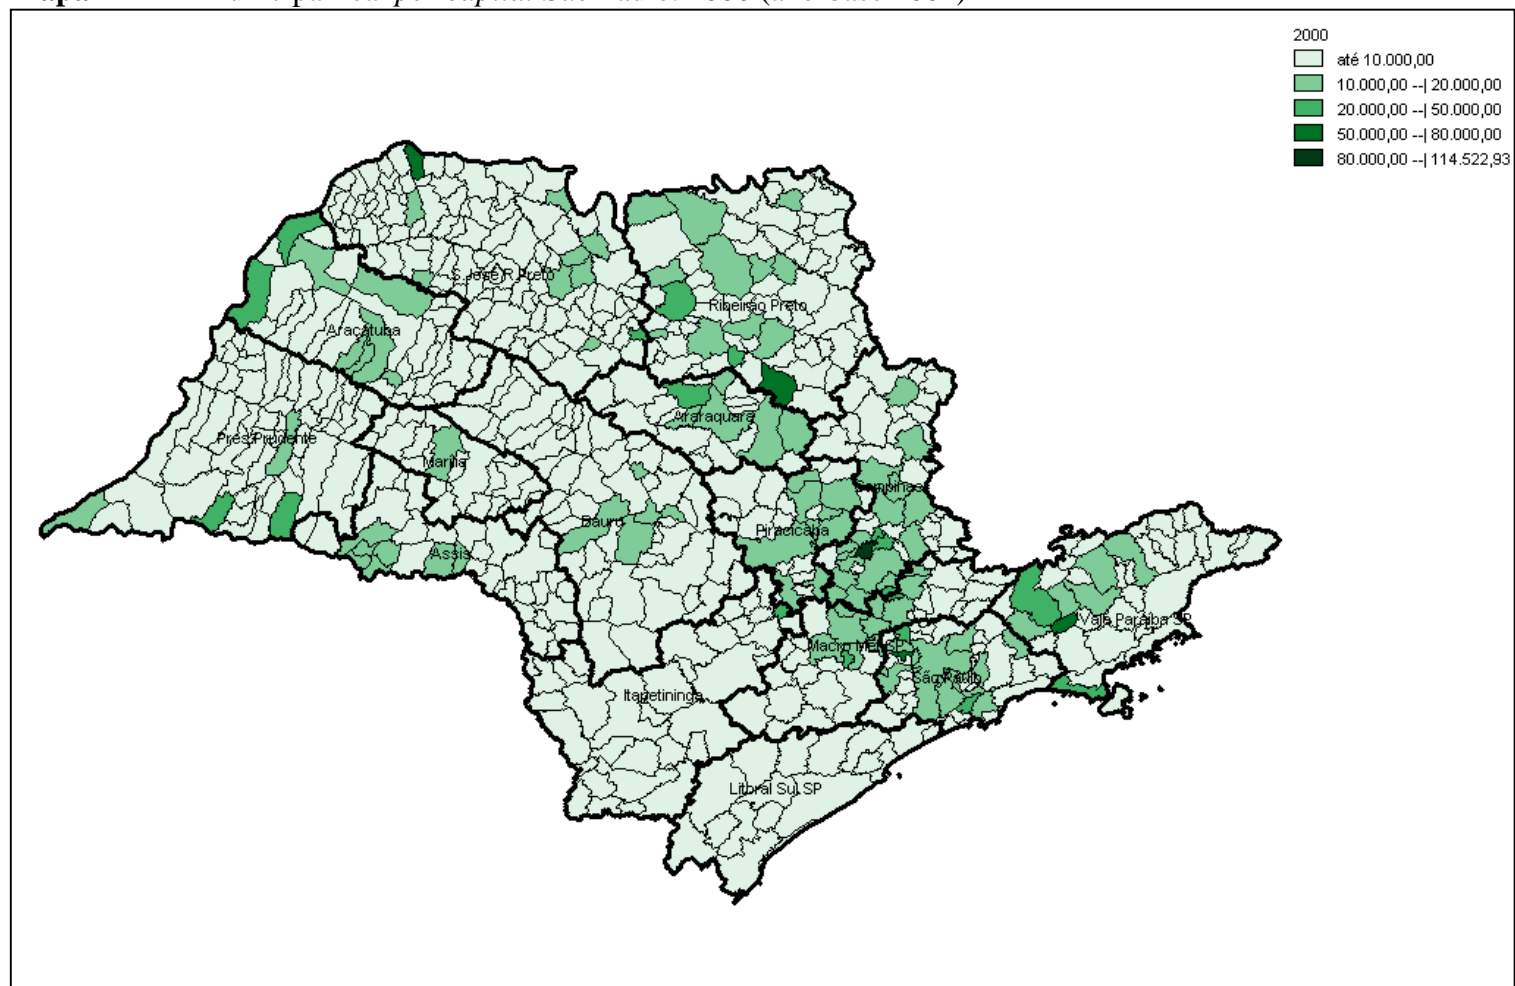 per capita
2000
até 10.000,00
10.000,00 --| 20.000,00
20.000,00 --| 50.000,00
50.000,00 --| 80.000,00
80.000,00 --| 114.522,93
S.José R.Preto
Ribeirão Preto
Araçatuba
Araraquara
Pres.Prudente
Marília
Campinas
Bauru
Piracicaba
Assis
Vale Paraíba SP
Macro Met SP
São Paulo
Itapetininga
Litoral Sul SP